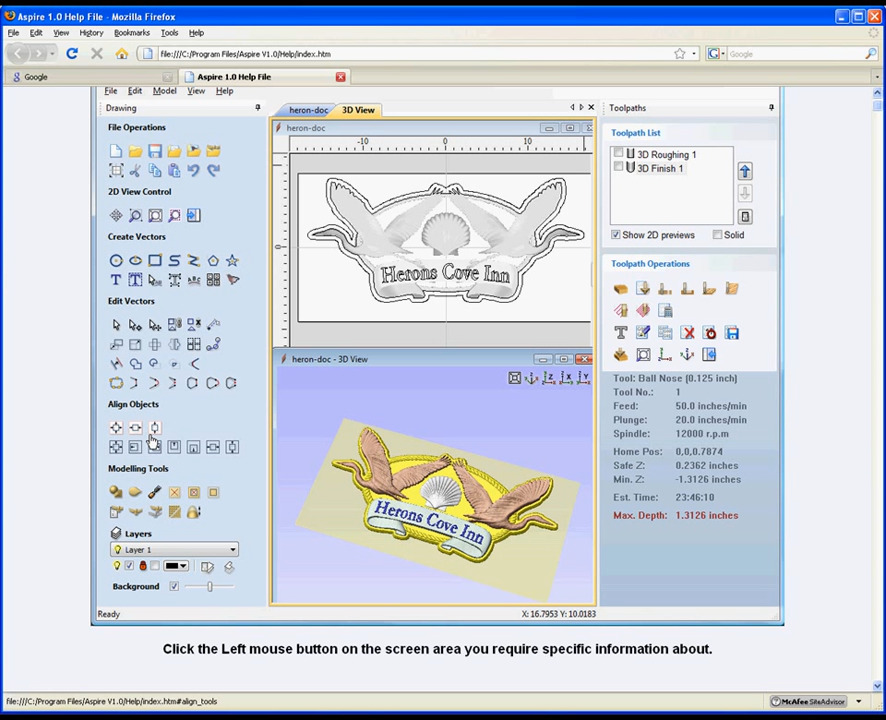 Aspire 1.0 Help File - Mozilla Firefox
File Edit View History Bookmarks Tools Help
file:///C:/Program Files/Aspire V1.0/Help/index.htm
Google
Google
Aspire 1.0 Help File
File Edit Model View Help
Drawing
heron-doc
3D View
Toolpaths
File Operations
heron-doc
-10 0 10
0
Toolpath List
3D Roughing 1
3D Finish 1
2D View Control
Show 2D previews
Solid
Create Vectors
Herons Cove Inn
Toolpath Operations
Edit Vectors
heron-doc - 3D View
Z X Y
Tool: Ball Nose (0.125 inch)
Tool No.: 1
Feed: 50.0 inches/min
Plunge: 20.0 inches/min
Spindle: 12000 r.p.m
Home Pos: 0,0,0.7874
Safe Z: 0.2362 inches
Min. Z: -1.3126 inches
Est. Time: 23:46:10
Max. Depth: 1.3126 inches
Align Objects
Modelling Tools
Herons Cove Inn
Layers
Layer 1
Background
Ready
X: 16.7953 Y: 10.0183
Click the Left mouse button on the screen area you require specific information about.
file:///C:/Program Files/Aspire V1.0/Help/index.htm#align_tools
McAfee SiteAdvisor